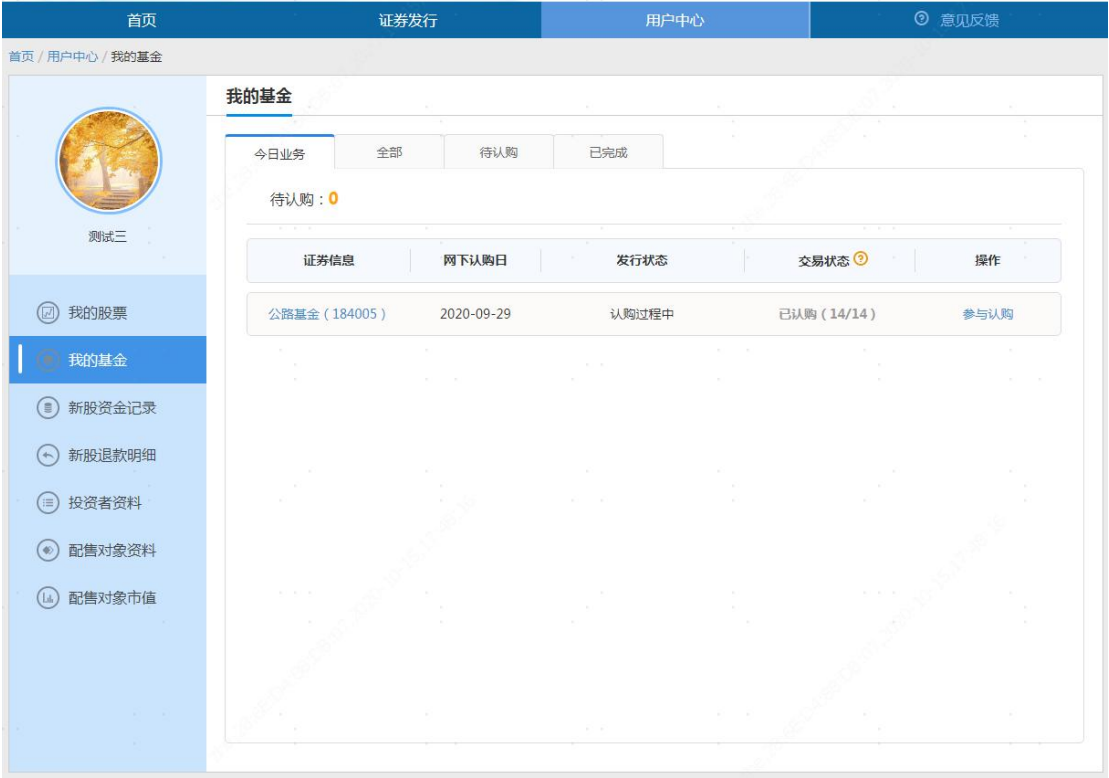 首页 证券发行 用户中心 意见反馈
首页 / 用户中心 / 我的基金
我的基金
今日业务 全部 待认购 已完成
待认购：0
测试三
证券信息 网下认购日 发行状态 交易状态 操作
公路基金（184005） 2020-09-29 认购过程中 已认购（14/14） 参与认购
我的股票
我的基金
新股资金记录
新股退款明细
投资者资料
配售对象资料
配售对象市值